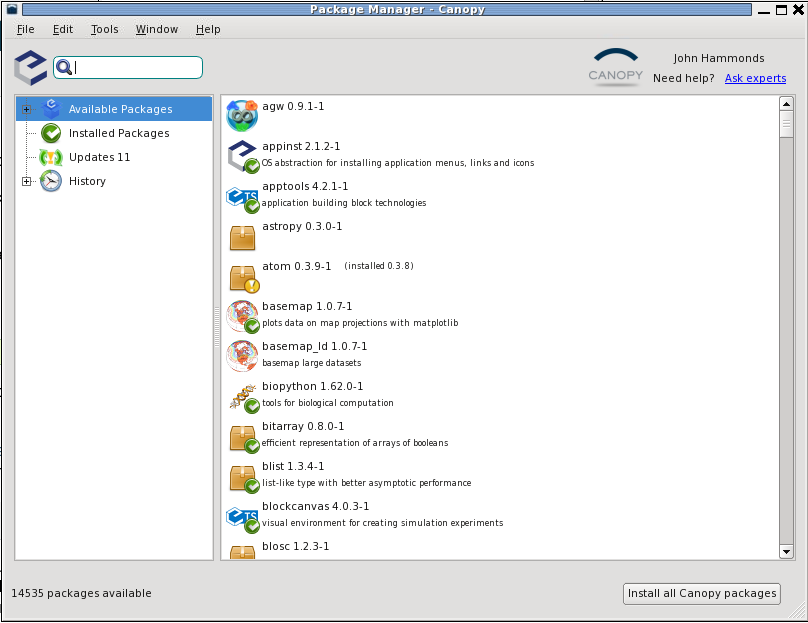 Package Manager - Canopy
File Edit Tools Window Help
CANOPY
John Hammonds
Need help? Ask experts
Available Packages
Installed Packages
Updates 11
History
agw 0.9.1-1
appinst 2.1.2-1
OS abstraction for installing application menus, links and icons
apptools 4.2.1-1
application building block technologies
astropy 0.3.0-1
atom 0.3.9-1 (installed 0.3.8)
basemap 1.0.7-1
plots data on map projections with matplotlib
basemap_ld 1.0.7-1
basemap large datasets
biopython 1.62.0-1
tools for biological computation
bitarray 0.8.0-1
efficient representation of arrays of booleans
blist 1.3.4-1
list-like type with better asymptotic performance
blockcanvas 4.0.3-1
visual environment for creating simulation experiments
blosc 1.2.3-1
14535 packages available
Install all Canopy packages